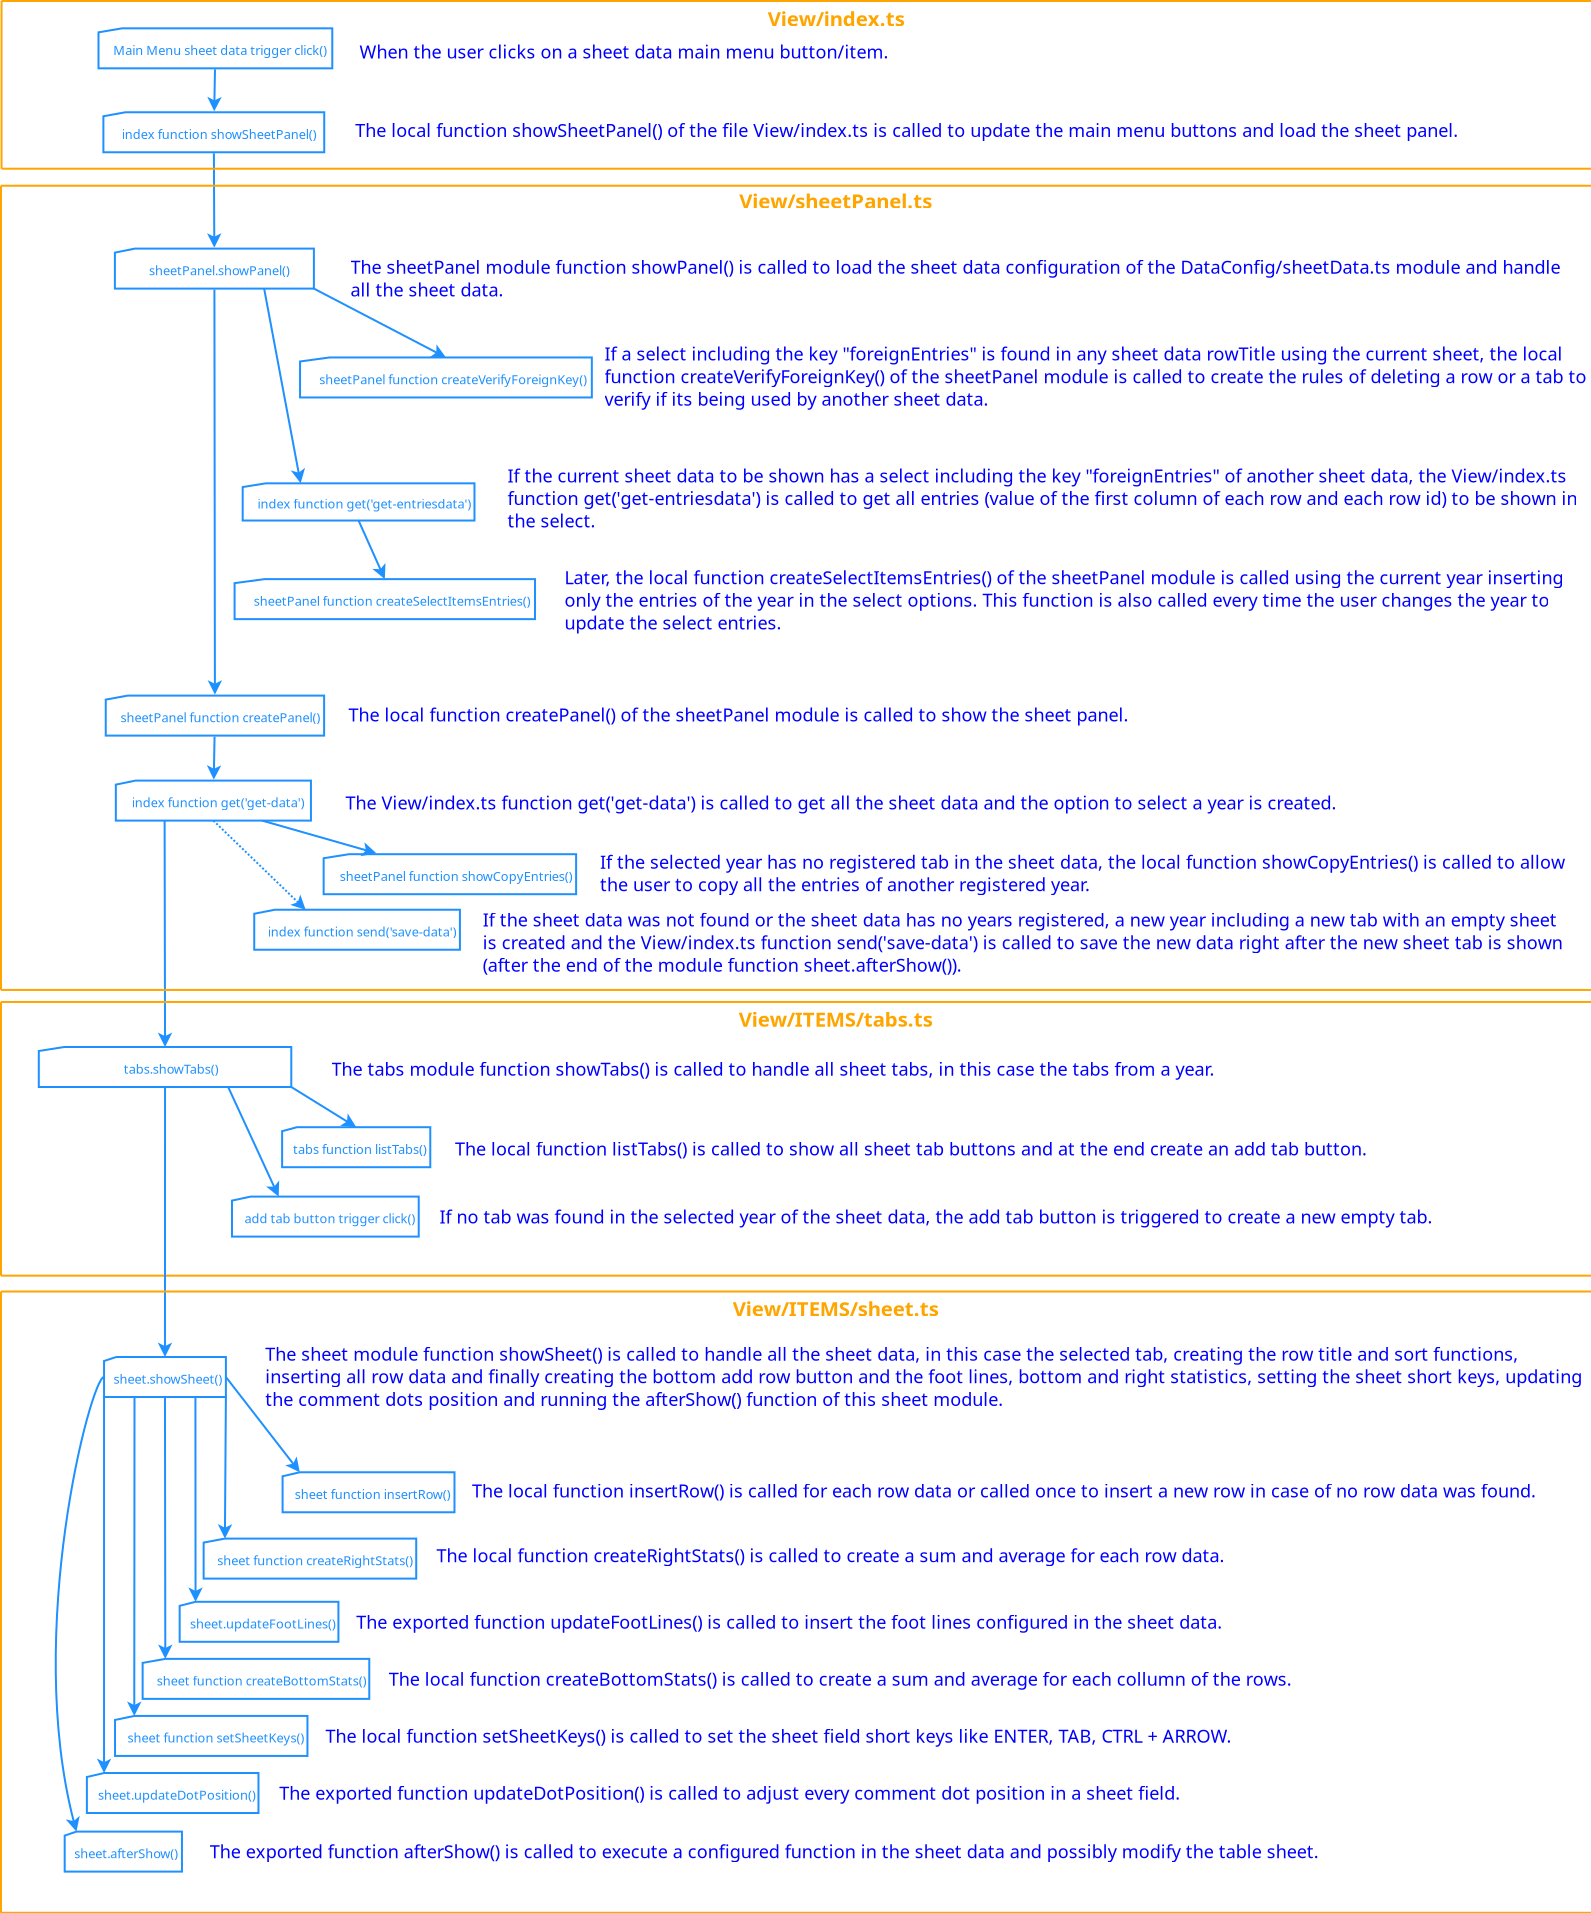 View/index.ts
Main Menu sheet data trigger click()
When the user clicks on a sheet data main menu button/item.
index function showSheetPanel()
The local function showSheetPanel() of the file View/index.ts is called to update the main menu buttons and load the sheet panel.
View/sheetPanel.ts
sheetPanel.showPanel()
The sheetPanel module function showPanel() is called to load the sheet data configuration of the DataConfig/sheetData.ts module and handle
all the sheet data.
sheetPanel function createVerifyForeignKey()
If a select including the key "foreignEntries" is found in any sheet data rowTitle using the current sheet, the local
function createVerifyForeignKey() of the sheetPanel module is called to create the rules of deleting a row or a tab to
verify if its being used by another sheet data.
index function get('get-entriesdata')
If the current sheet data to be shown has a select including the key "foreignEntries" of another sheet data, the View/index.ts
function get('get-entriesdata') is called to get all entries (value of the first column of each row and each row id) to be shown in
the select.
sheetPanel function createSelectItemsEntries()
Later, the local function createSelectItemsEntries() of the sheetPanel module is called using the current year inserting
only the entries of the year in the select options. This function is also called every time the user changes the year to
update the select entries.
sheetPanel function createPanel()
The local function createPanel() of the sheetPanel module is called to show the sheet panel.
index function get('get-data')
The View/index.ts function get('get-data') is called to get all the sheet data and the option to select a year is created.
sheetPanel function showCopyEntries()
If the selected year has no registered tab in the sheet data, the local function showCopyEntries() is called to allow
the user to copy all the entries of another registered year.
index function send('save-data')
If the sheet data was not found or the sheet data has no years registered, a new year including a new tab with an empty sheet
is created and the View/index.ts function send('save-data') is called to save the new data right after the new sheet tab is shown
(after the end of the module function sheet.afterShow()).
View/ITEMS/tabs.ts
tabs.showTabs()
The tabs module function showTabs() is called to handle all sheet tabs, in this case the tabs from a year.
tabs function listTabs()
The local function listTabs() is called to show all sheet tab buttons and at the end create an add tab button.
add tab button trigger click()
If no tab was found in the selected year of the sheet data, the add tab button is triggered to create a new empty tab.
View/ITEMS/sheet.ts
sheet.showSheet()
The sheet module function showSheet() is called to handle all the sheet data, in this case the selected tab, creating the row title and sort functions,
inserting all row data and finally creating the bottom add row button and the foot lines, bottom and right statistics, setting the sheet short keys, updating
the comment dots position and running the afterShow() function of this sheet module.
sheet function insertRow()
The local function insertRow() is called for each row data or called once to insert a new row in case of no row data was found.
sheet function createRightStats()
The local function createRightStats() is called to create a sum and average for each row data.
sheet.updateFootLines()
The exported function updateFootLines() is called to insert the foot lines configured in the sheet data.
sheet function createBottomStats()
The local function createBottomStats() is called to create a sum and average for each collumn of the rows.
sheet function setSheetKeys()
The local function setSheetKeys() is called to set the sheet field short keys like ENTER, TAB, CTRL + ARROW.
sheet.updateDotPosition()
The exported function updateDotPosition() is called to adjust every comment dot position in a sheet field.
sheet.afterShow()
The exported function afterShow() is called to execute a configured function in the sheet data and possibly modify the table sheet.